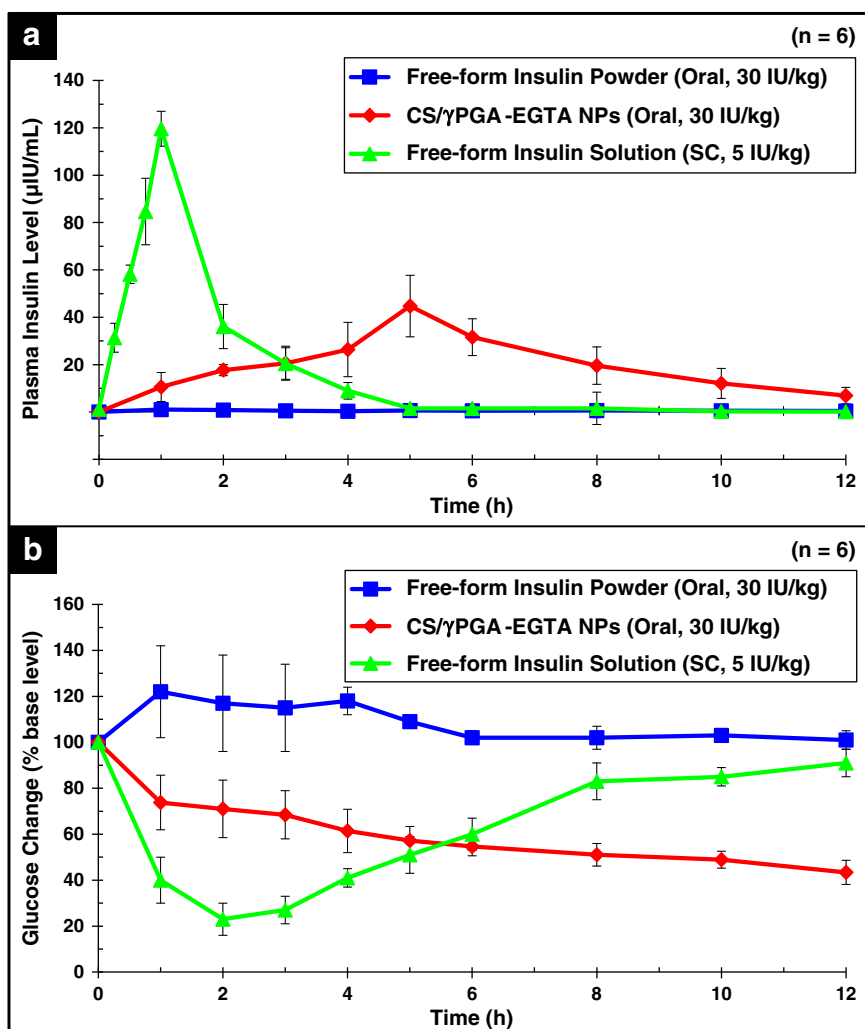 a
(n = 6)
Free-form Insulin Powder (Oral, 30 IU/kg)
CS/γPGA-EGTA NPs (Oral, 30 IU/kg)
Free-form Insulin Solution (SC, 5 IU/kg)
Plasma Insulin Level (µIU/mL)
140
120
100
80
60
40
20
0 2 4 6 8 10 12
Time (h)
b
(n = 6)
Free-form Insulin Powder (Oral, 30 IU/kg)
CS/γPGA-EGTA NPs (Oral, 30 IU/kg)
Free-form Insulin Solution (SC, 5 IU/kg)
Glucose Change (% base level)
160
140
120
100
80
60
40
20
0
0 2 4 6 8 10 12
Time (h)